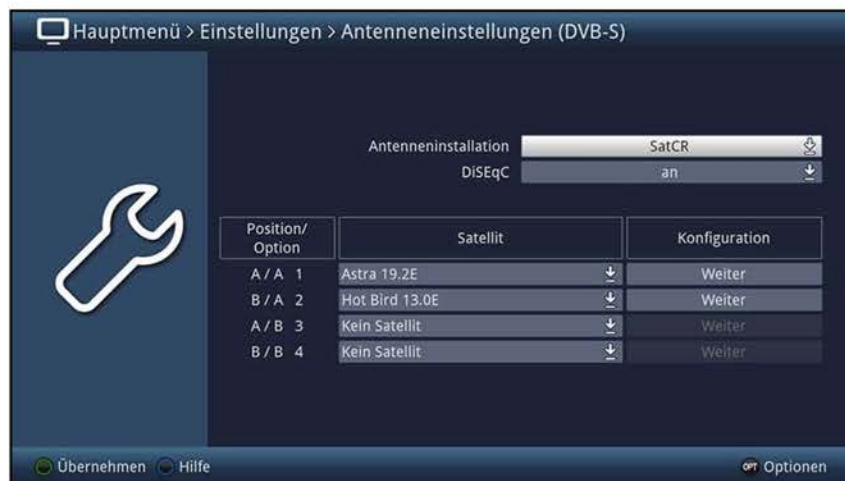 Hauptmenü > Einstellungen > Antenneneinstellungen (DVB-S)
Antenneninstallation SatCR
DiSEqC an
Position/
Option Satellit Konfiguration
A / A 1 Astra 19.2E Weiter
B / A 2 Hot Bird 13.0E Weiter
A / B 3 Kein Satellit Weiter
B / B 4 Kein Satellit Weiter
Übernehmen Hilfe OPT Optionen